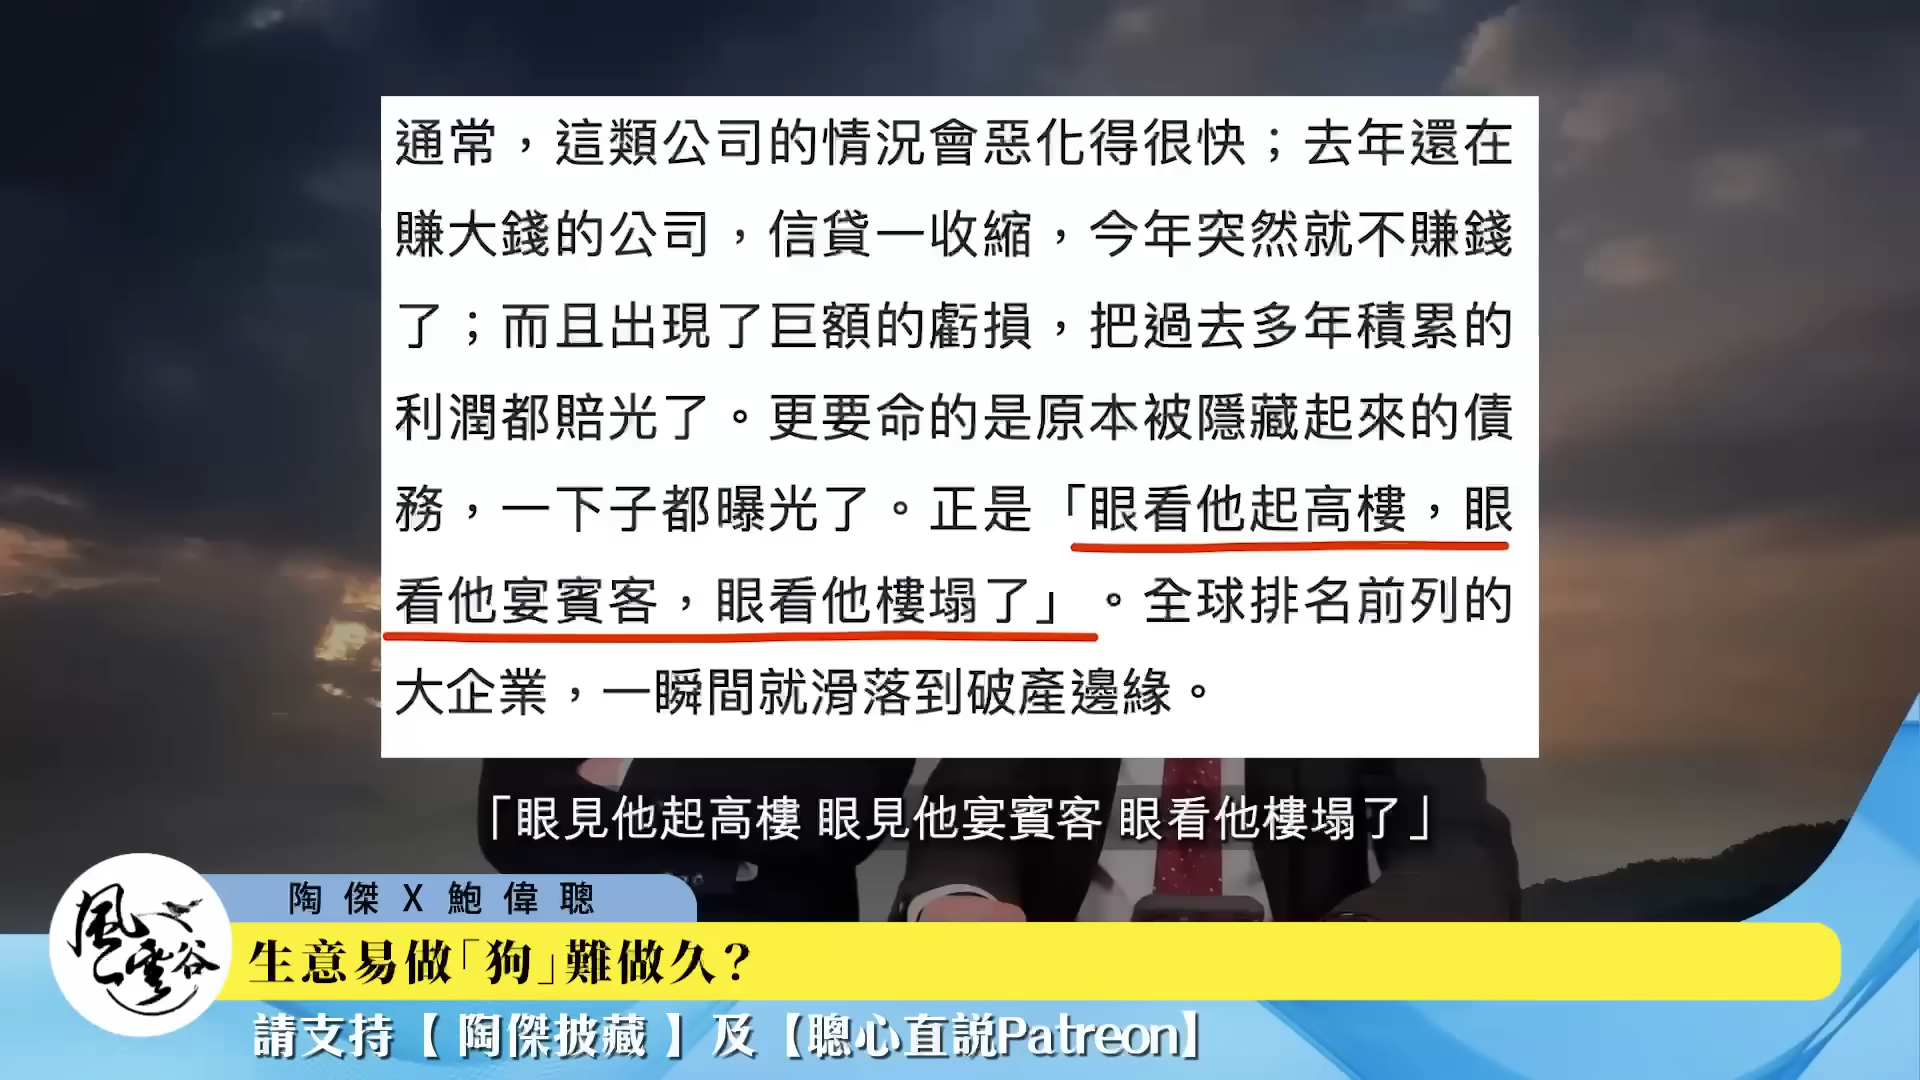 通常，這類公司的情況會惡化得很快；去年還在
賺大錢的公司，信貸一收縮，今年突然就不賺錢
了；而且出現了巨額的虧損，把過去多年積累的
利潤都賠光了。更要命的是原本被隱藏起來的債
務，一下子都曝光了。正是「眼看他起高樓，眼
看他宴賓客，眼看他樓塌了」。全球排名前列的
大企業，一瞬間就滑落到破產邊緣。
「眼見他起高樓 眼見他宴賓客 眼看他樓塌了」
陶傑X鮑偉聰
風雲谷
生意易做「狗」難做久？
請支持【陶傑披藏】及【聰心直説Patreon】